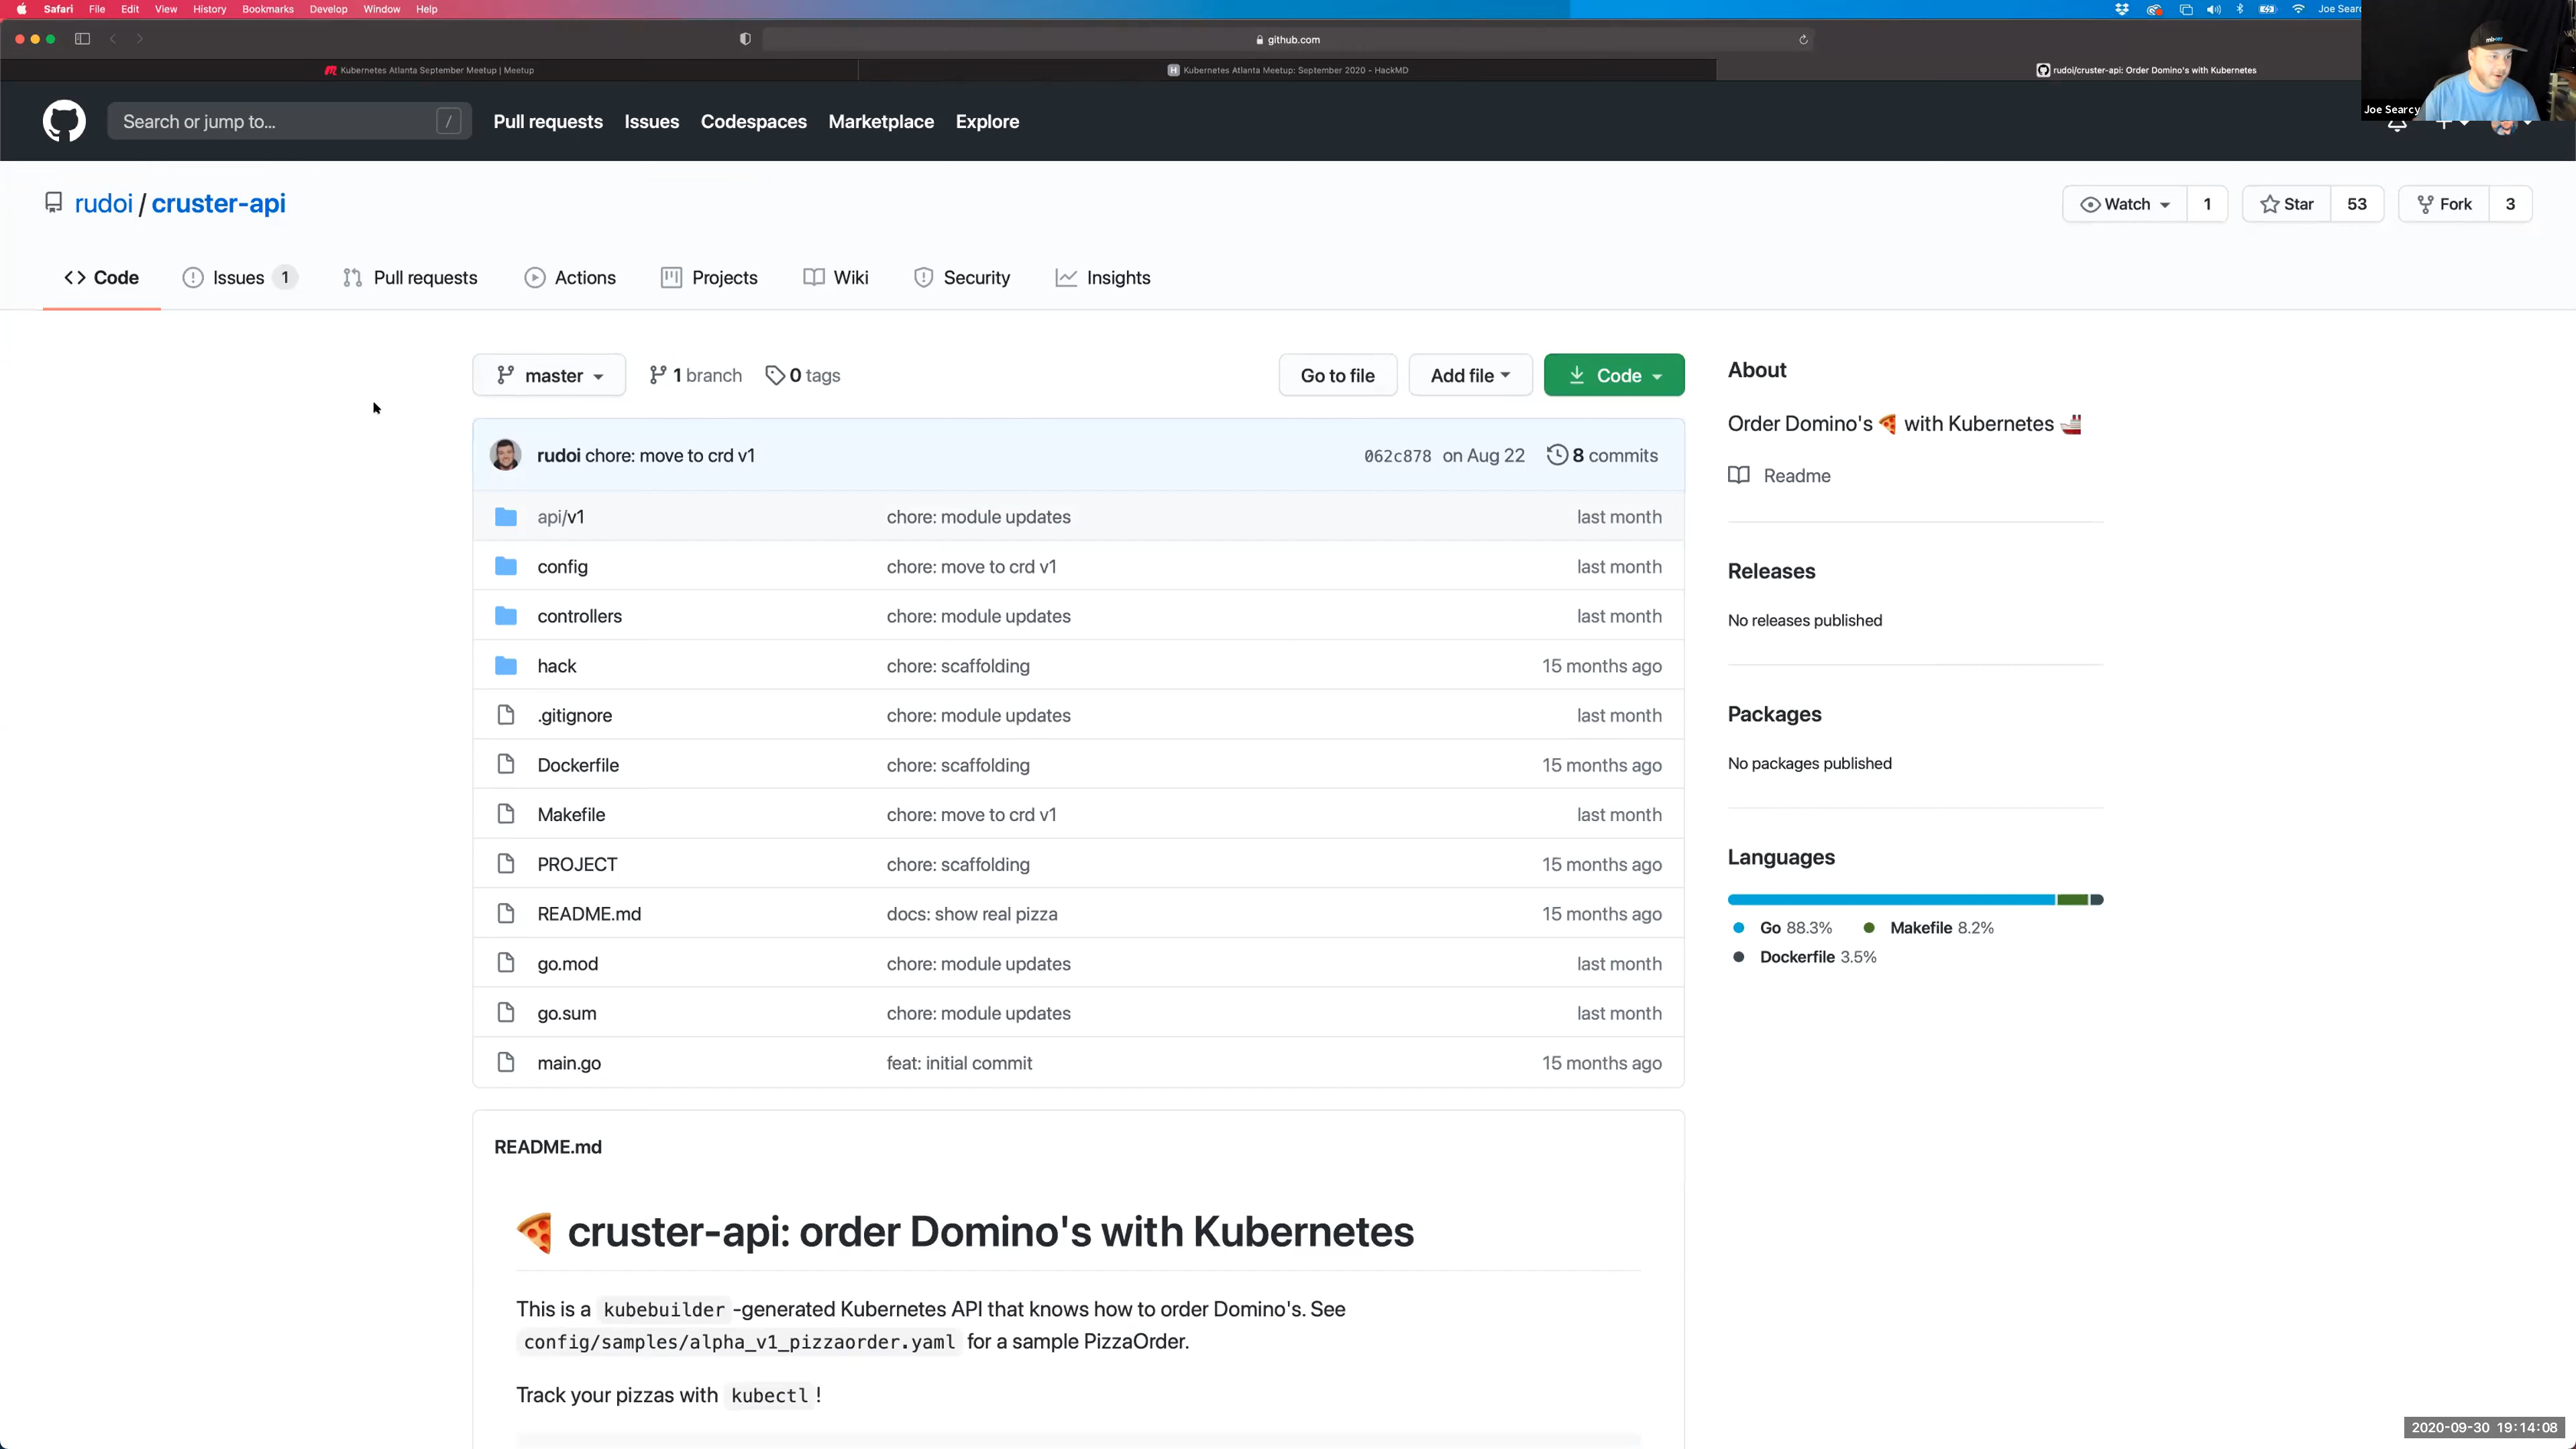 Safari File Edit View History Bookmarks Develop Window Help
Joe Searc
github.com
Kubernetes Atlanta September Meetup | Meetup
Kubernetes Atlanta Meetup: September 2020 - HackMD
rudoi/cruster-api: Order Domino's with Kubernetes
Joe Searcy
Search or jump to... /
Pull requests Issues Codespaces Marketplace Explore
rudoi / cruster-api
Watch 1 Star 53 Fork 3
Code Issues 1 Pull requests Actions Projects Wiki Security Insights
master 1 branch 0 tags Go to file Add file Code
rudoi chore: move to crd v1 062c878 on Aug 22 8 commits
api/v1 chore: module updates last month
config chore: move to crd v1 last month
controllers chore: module updates last month
hack chore: scaffolding 15 months ago
.gitignore chore: module updates last month
Dockerfile chore: scaffolding 15 months ago
Makefile chore: move to crd v1 last month
PROJECT chore: scaffolding 15 months ago
README.md docs: show real pizza 15 months ago
go.mod chore: module updates last month
go.sum chore: module updates last month
main.go feat: initial commit 15 months ago
About
Order Domino's 🍕 with Kubernetes 🚢
Readme
Releases
No releases published
Packages
No packages published
Languages
Go 88.3% Makefile 8.2%
Dockerfile 3.5%
README.md
🍕 cruster-api: order Domino's with Kubernetes
This is a kubebuilder -generated Kubernetes API that knows how to order Domino's. See
config/samples/alpha_v1_pizzaorder.yaml for a sample PizzaOrder.
Track your pizzas with kubectl !
2020-09-30 19:14:08